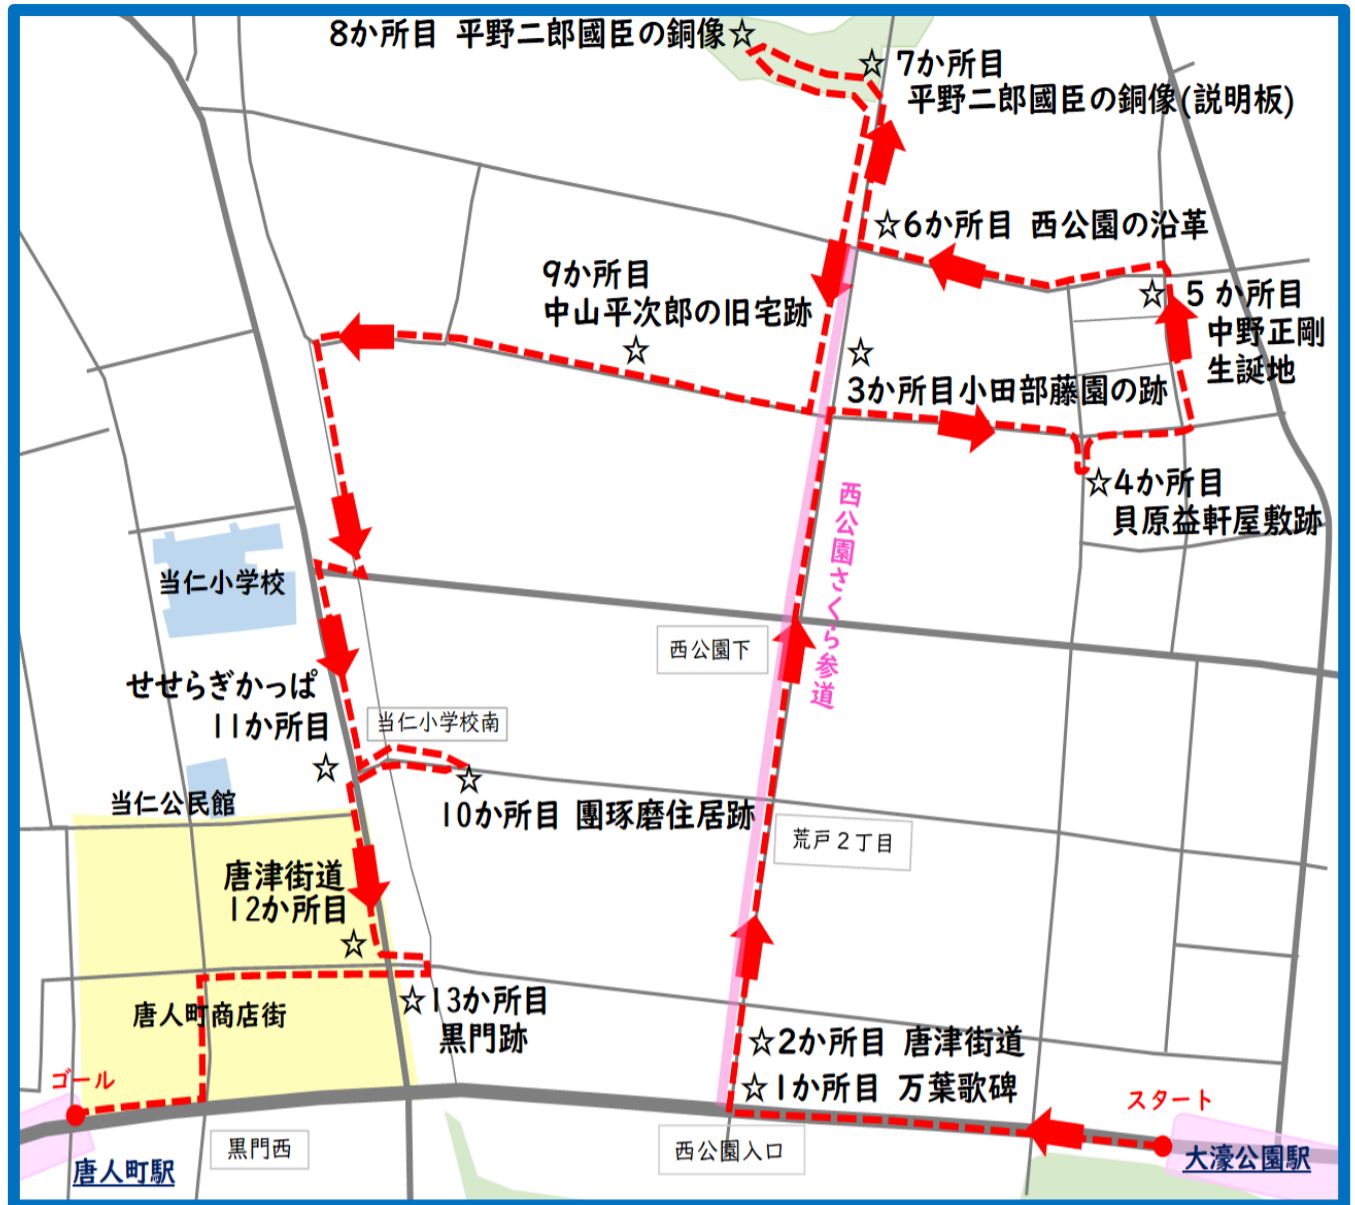 8か所目 平野二郎國臣の銅像☆
☆ 7か所目
平野二郎國臣の銅像(説明板)
☆6か所目 西公園の沿革
9か所目
中山平次郎の旧宅跡
☆
☆ 5か所目
中野正剛
生誕地
☆
3か所目小田部藤園の跡
☆4か所目
貝原益軒屋敷跡
西公園さくら参道
当仁小学校
西公園下
せせらぎかっぱ
11か所目
☆
当仁小学校南
☆
10か所目 團琢磨住居跡
当仁公民館
荒戸2丁目
唐津街道
12か所目
☆
☆13か所目
黒門跡
唐人町商店街
☆2か所目 唐津街道
☆1か所目 万葉歌碑
ゴール
スタート
黒門西
西公園入口
唐人町駅
大濠公園駅